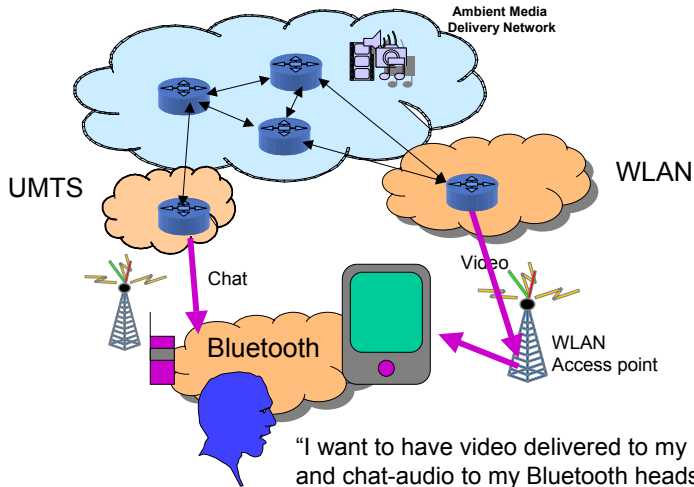 Ambient Media
Delivery Network
UMTS
WLAN
Chat
Video
Bluetooth
WLAN
Access point
“I want to have video delivered to my
and chat-audio to my Bluetooth heads